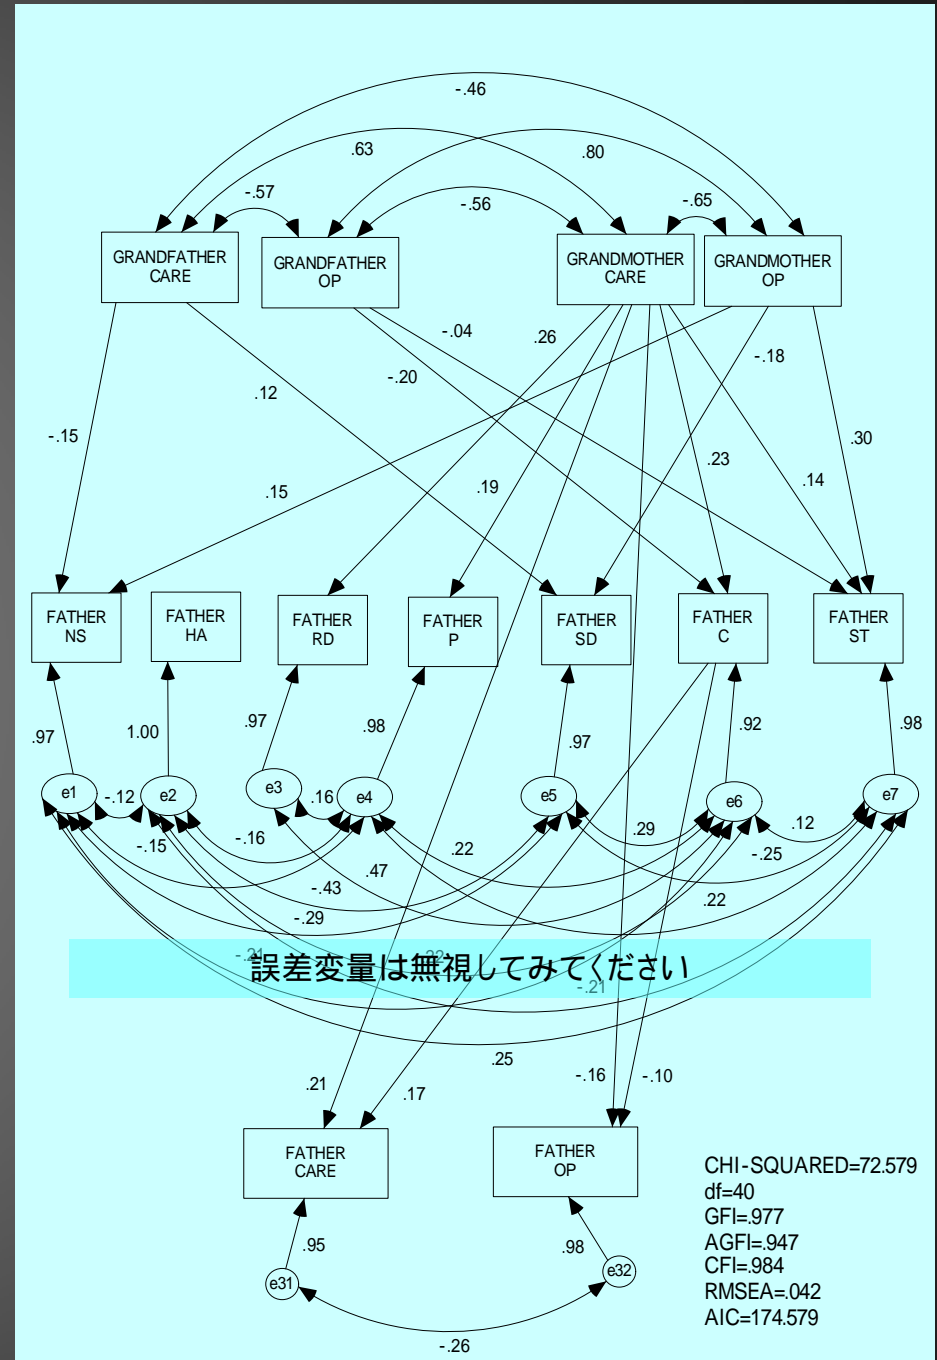 -.46
.63
.80
-.57
-.56
-.65
GRANDFATHER
CARE
GRANDFATHER
OP
GRANDMOTHER
CARE
GRANDMOTHER
OP
-.04
.26
-.18
-.20
.12
-.15
.30
.23
.14
.15
.19
FATHER
NS
FATHER
HA
FATHER
RD
FATHER
P
FATHER
SD
FATHER
C
FATHER
ST
.97
1.00
.97
.98
.97
.92
.98
e1
-.12
e2
e3
.16
e4
e5
e6
e7
-.15
-.16
.22
.29
.12
-.25
.47
-.43
-.29
.22
-.21
誤差変量は無視してみてください
-.21
.25
.21
.17
-.16
-.10
FATHER
CARE
FATHER
OP
.95
.98
e31
e32
-.26
CHI-SQUARED=72.579
df=40
GFI=.977
AGFI=.947
CFI=.984
RMSEA=.042
AIC=174.579